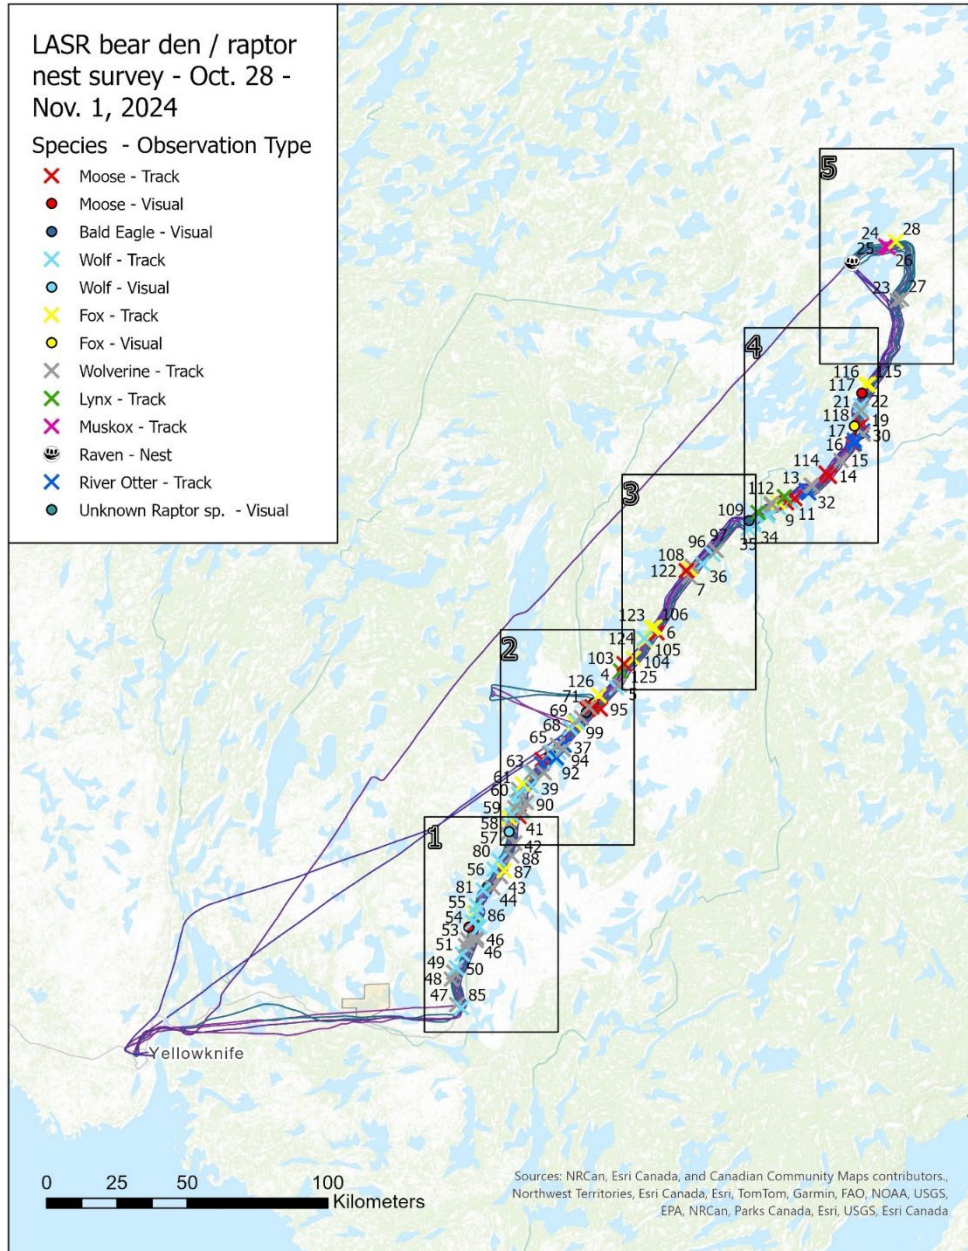 LASR bear den / raptor
nest survey - Oct. 28 -
Nov. 1, 2024
Species - Observation Type
Moose - Track
Moose - Visual
Bald Eagle - Visual
Wolf - Track
Wolf - Visual
Fox - Track
Fox - Visual
Wolverine - Track
Lynx - Track
Muskox - Track
Raven - Nest
River Otter - Track
Unknown Raptor sp. - Visual
5
24 28
25 26
23 27
4
116 115
117
21 22
118 19
17 30
16
15
114 14
13
112 32
11
9
3
109
35 34
97
96
108 36
122 7
123 106
6
124 105
2
103 104
4 125
126 5
71
69 95
68 99
65 37
63 94
92
61
60 39
59 90
58 41
57
1
42
80 88
56 87
81 43
44
55
54 86
53 46
51 46
49 50
48
47 85
Yellowknife
0 25 50 100
Kilometers
Sources: NRCan, Esri Canada, and Canadian Community Maps contributors.,
Northwest Territories, Esri Canada, Esri, TomTom, Garmin, FAO, NOAA, USGS,
EPA, NRCan, Parks Canada, Esri, USGS, Esri Canada